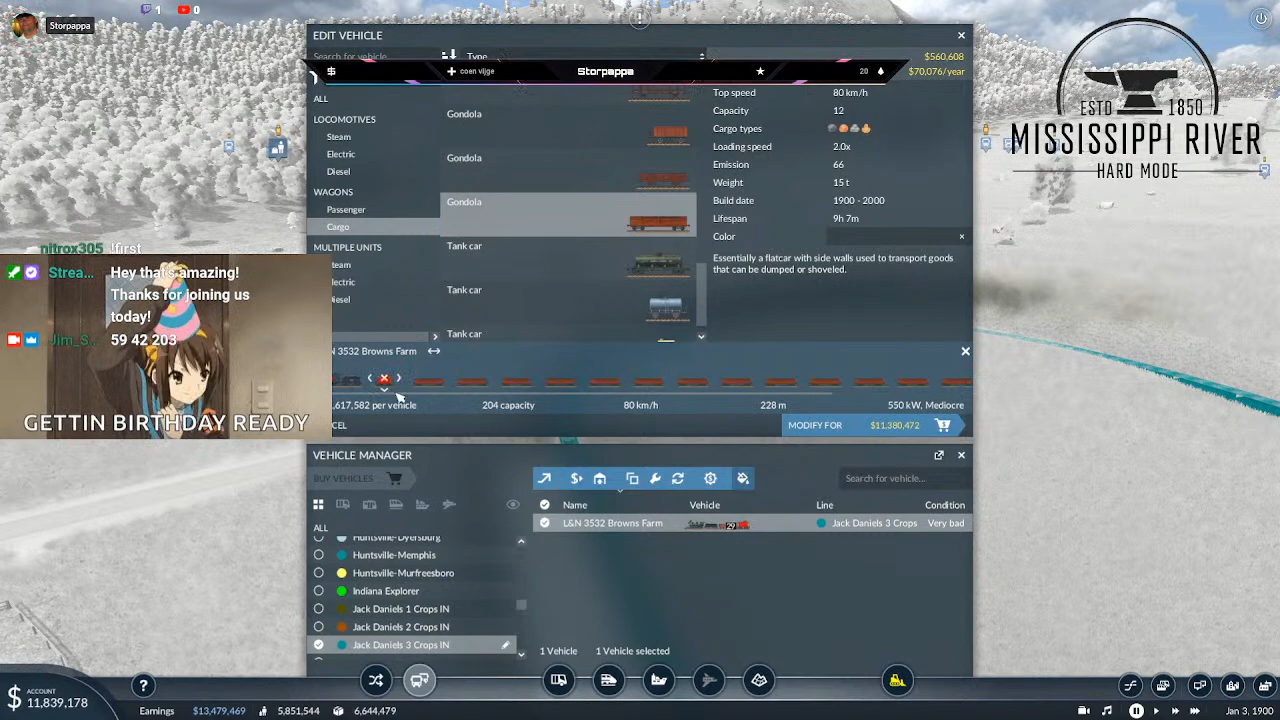 Storpappa
1
0
EDIT VEHICLE
Search for vehicle
Type
$560,608
$
coen vijge
Storpappa
20
$70,076/year
ALL
LOCOMOTIVES
Steam
Electric
Diesel
WAGONS
Passenger
Cargo
MULTIPLE UNITS
Gondola
Gondola
Gondola
Tank car
Tank car
Tank car
Top speed 80 km/h
Capacity 12
Cargo types
Loading speed 2.0x
Emission 66
Weight 15 t
Build date 1900 - 2000
Lifespan 9h 7m
Color
Essentially a flatcar with side walls used to transport goods
that can be dumped or shoveled.
ESTD 1850
MISSISSIPPI RIVER
HARD MODE
nitrox305 !first
Strea... Hey that's amazing!
Thanks for joining us
today!
Jim_S.. 59 42 203
GETTIN BIRTHDAY READY
N 3532 Browns Farm
,617,582 per vehicle
204 capacity
80 km/h
228 m
550 kW, Mediocre
CEL
MODIFY FOR $11,380,472
VEHICLE MANAGER
BUY VEHICLES
Search for vehicle...
ALL
Name Vehicle Line Condition
L&N 3532 Browns Farm 29 Jack Daniels 3 Crops Very bad
Huntsville-Dyersburg
Huntsville-Memphis
Huntsville-Murfreesboro
Indiana Explorer
Jack Daniels 1 Crops IN
Jack Daniels 2 Crops IN
Jack Daniels 3 Crops IN
1 Vehicle 1 Vehicle selected
ACCOUNT
$ 11,839,178
?
Earnings $13,479,469 5,851,544 6,644,479
Jan 3, 1900